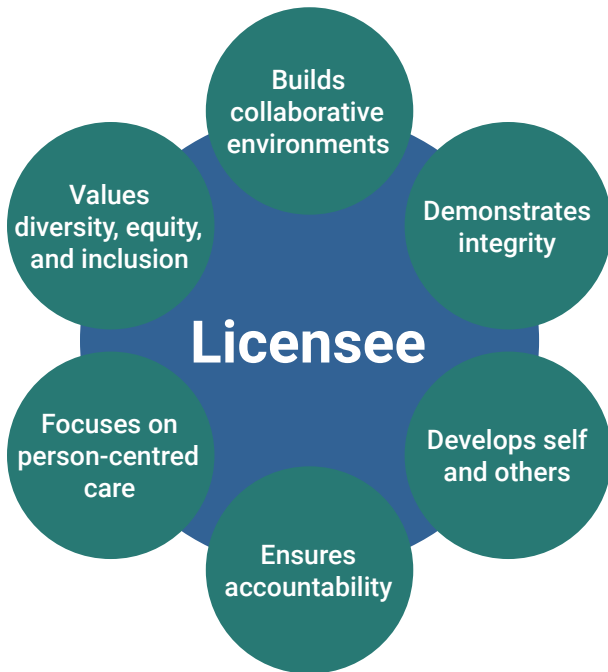 Builds
collaborative
environments
Values
diversity, equity,
and inclusion
Demonstrates
integrity
Licensee
Focuses on
person-centred
care
Develops self
and others
Ensures
accountability